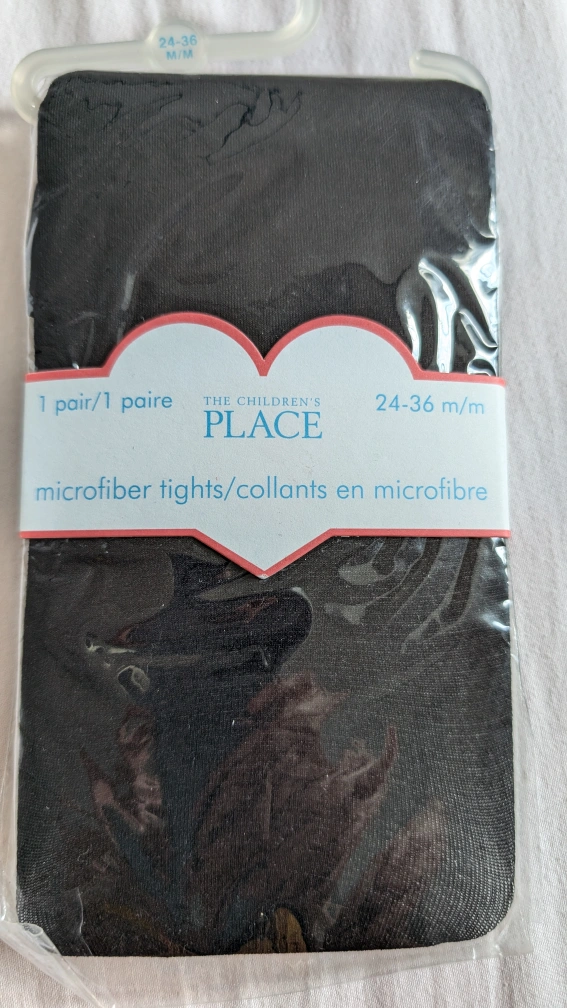 24-36
M/M
1 pair/1 paire
THE CHILDREN'S
PLACE
24-36 m/m
microfiber tights/collants en microfibre